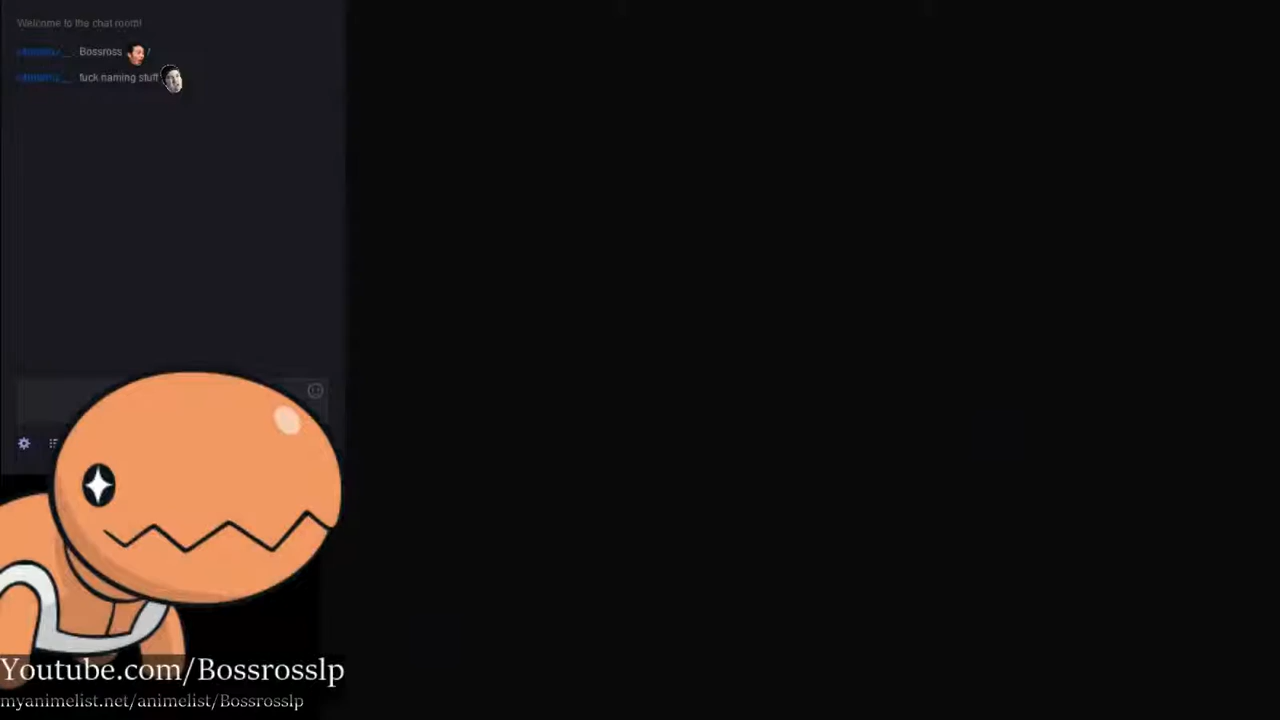 Welcome to the chat room!
Bossross /
fuck naming stuff
Youtube.com/Bossrosslp
myanimelist.net/animelist/Bossrosslp